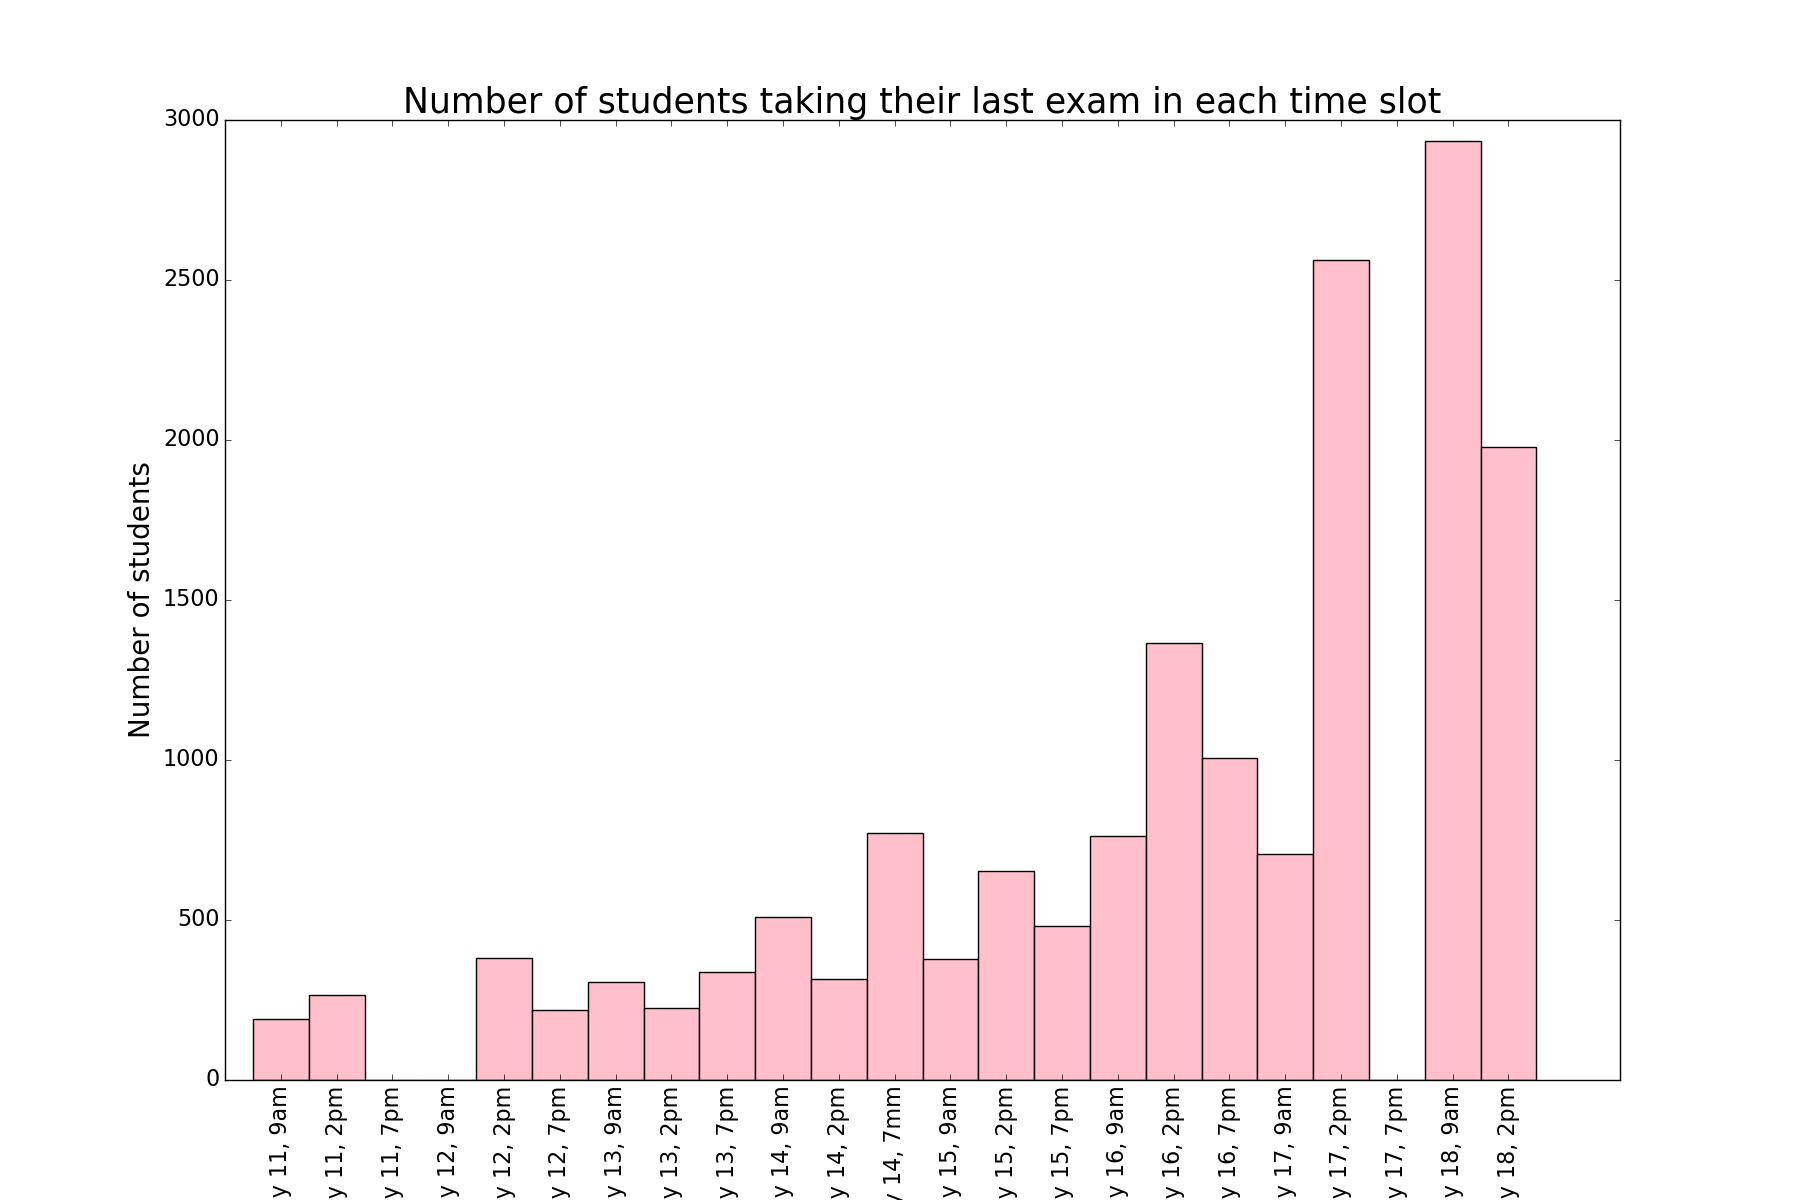 Number of students taking their last exam in each time slot
3000
2500
2000
1500
1000
500
0
Number of students
y 11, 9am
y 11, 2pm
y 11, 7pm
y 12, 9am
y 12, 2pm
y 12, 7pm
y 13, 9am
y 13, 2pm
y 13, 7pm
y 14, 9am
y 14, 2pm
y 14, 7mm
y 15, 9am
y 15, 2pm
y 15, 7pm
y 16, 9am
y 16, 2pm
y 16, 7pm
y 17, 9am
y 17, 2pm
y 17, 7pm
y 18, 9am
y 18, 2pm